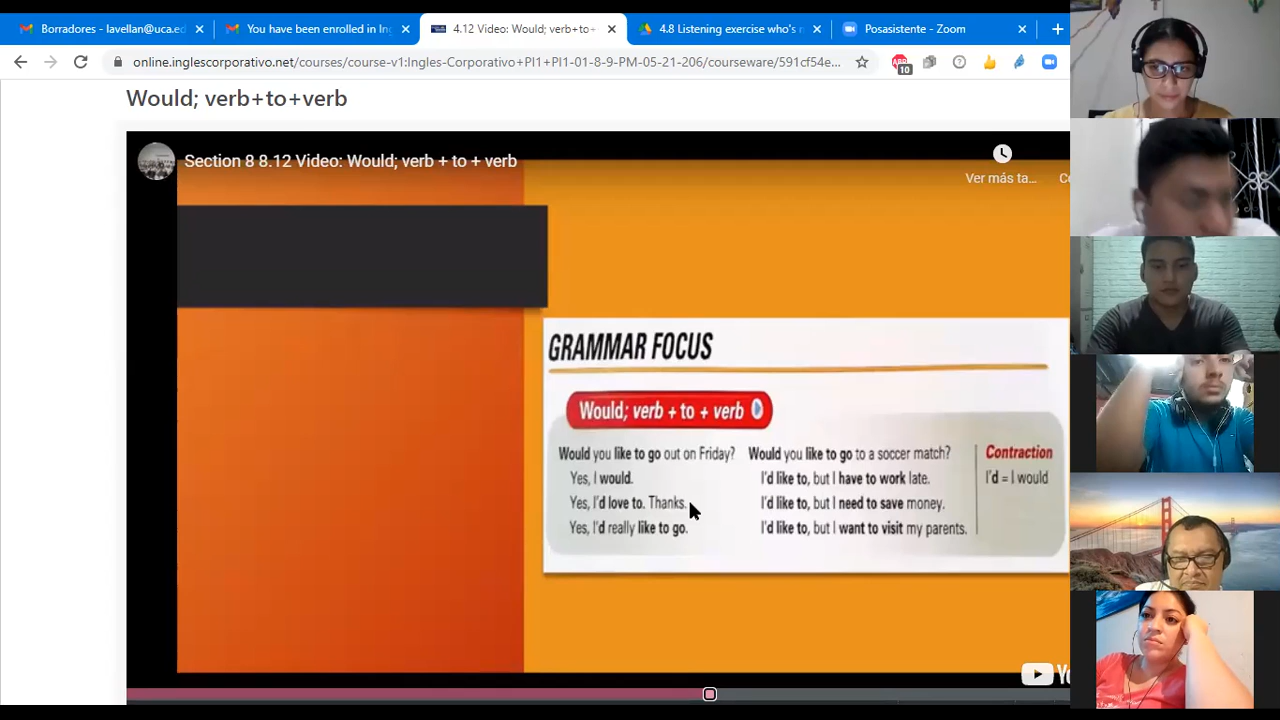 Borradores - lavellan@uca.ed
You have been enrolled in Ing
4.12 Video: Would; verb+to+
4.8 Listening exercise who's
Posasistente - Zoom
online.inglescorporativo.net/courses/course-v1:Ingles-Corporativo+PI1+PI1-01-8-9-PM-05-21-206/courseware/591cf54e...
10
Would; verb+to+verb
Section 8 8.12 Video: Would; verb + to + verb
Ver más ta...
GRAMMAR FOCUS
Would; verb + to + verb
Would you like to go out on Friday?
Yes, I would.
Yes, I'd love to. Thanks.
Yes, I'd really like to go.
Would you like to go to a soccer match?
I'd like to, but I have to work late.
I'd like to, but I need to save money.
I'd like to, but I want to visit my parents.
Contraction
I'd = I would